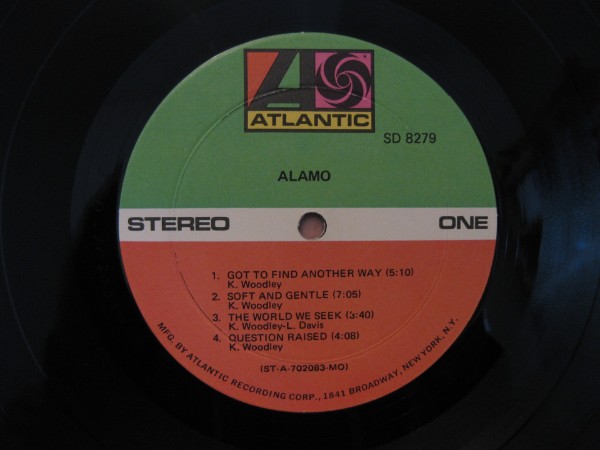 ATLANTIC
SD 8279
ALAMO
STEREO ONE
1. GOT TO FIND ANOTHER WAY (5:10)
K. Woodley
2. SOFT AND GENTLE (7:05)
K. Woodley
3. THE WORLD WE SEEK (3:40)
K. Woodley-L. Davis
4. QUESTION RAISED (4:08)
K. Woodley
(ST-A-702083-MO)
MFG. BY ATLANTIC RECORDING CORP., 1841 BROADWAY, NEW YORK, N.Y.